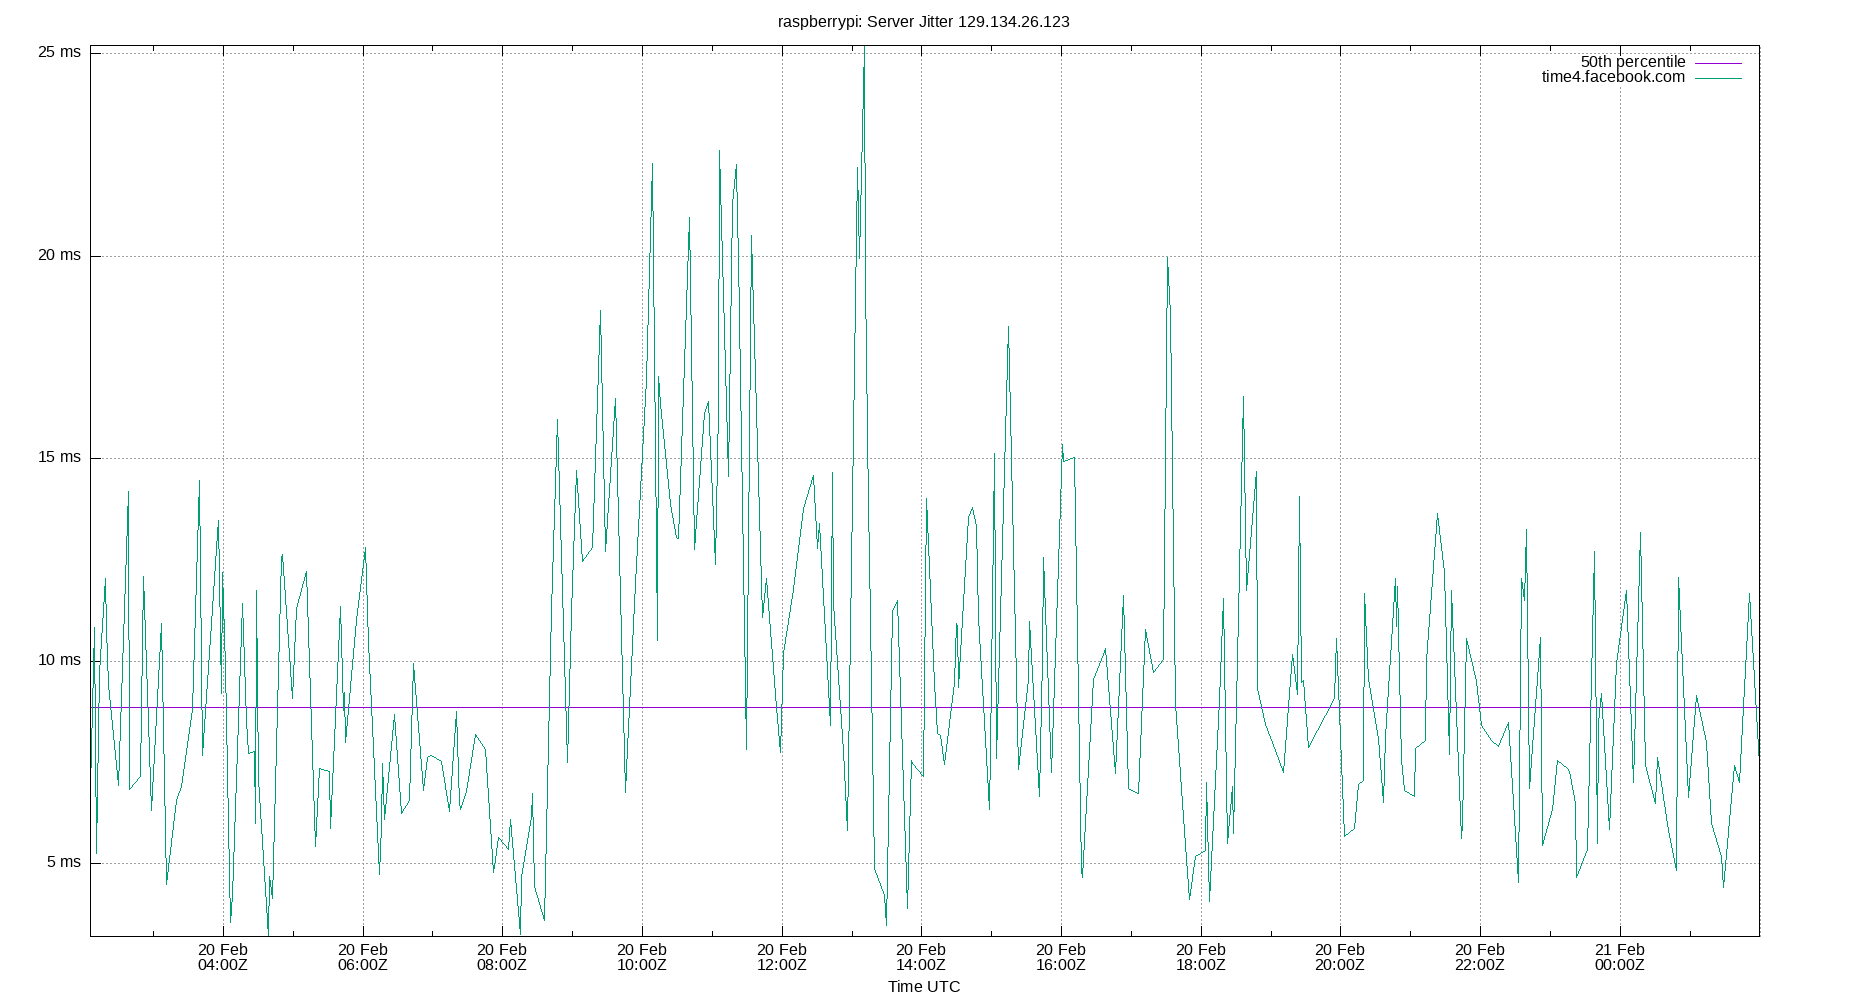 raspberrypi: Server Jitter 129.134.26.123
25 ms
20 ms
15 ms
10 ms
5 ms
50th percentile
time4.facebook.com
20 Feb 20 Feb 20 Feb 20 Feb 20 Feb 20 Feb 20 Feb 20 Feb 20 Feb 20 Feb 21 Feb
04:00Z 06:00Z 08:00Z 10:00Z 12:00Z 14:00Z 16:00Z 18:00Z 20:00Z 22:00Z 00:00Z
Time UTC